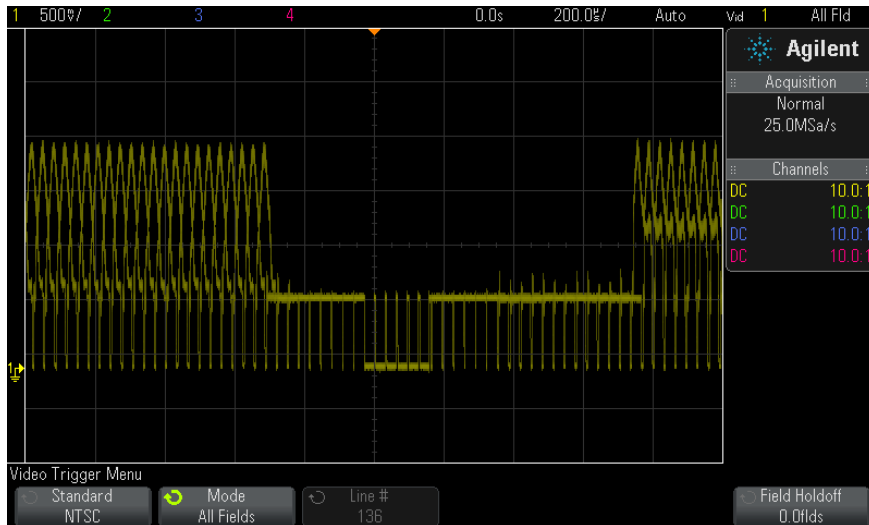 1 500♉/ 2 3 4 0.0s 200.0㎲/ Auto Vid 1 All Fld
Agilent
Acquisition
Normal
25.0MSa/s
Channels
DC 10.0:1
DC 10.0:1
DC 10.0:1
DC 10.0:1
1
Video Trigger Menu
Standard Mode Line # Field Holdoff
NTSC All Fields 136 0.0flds